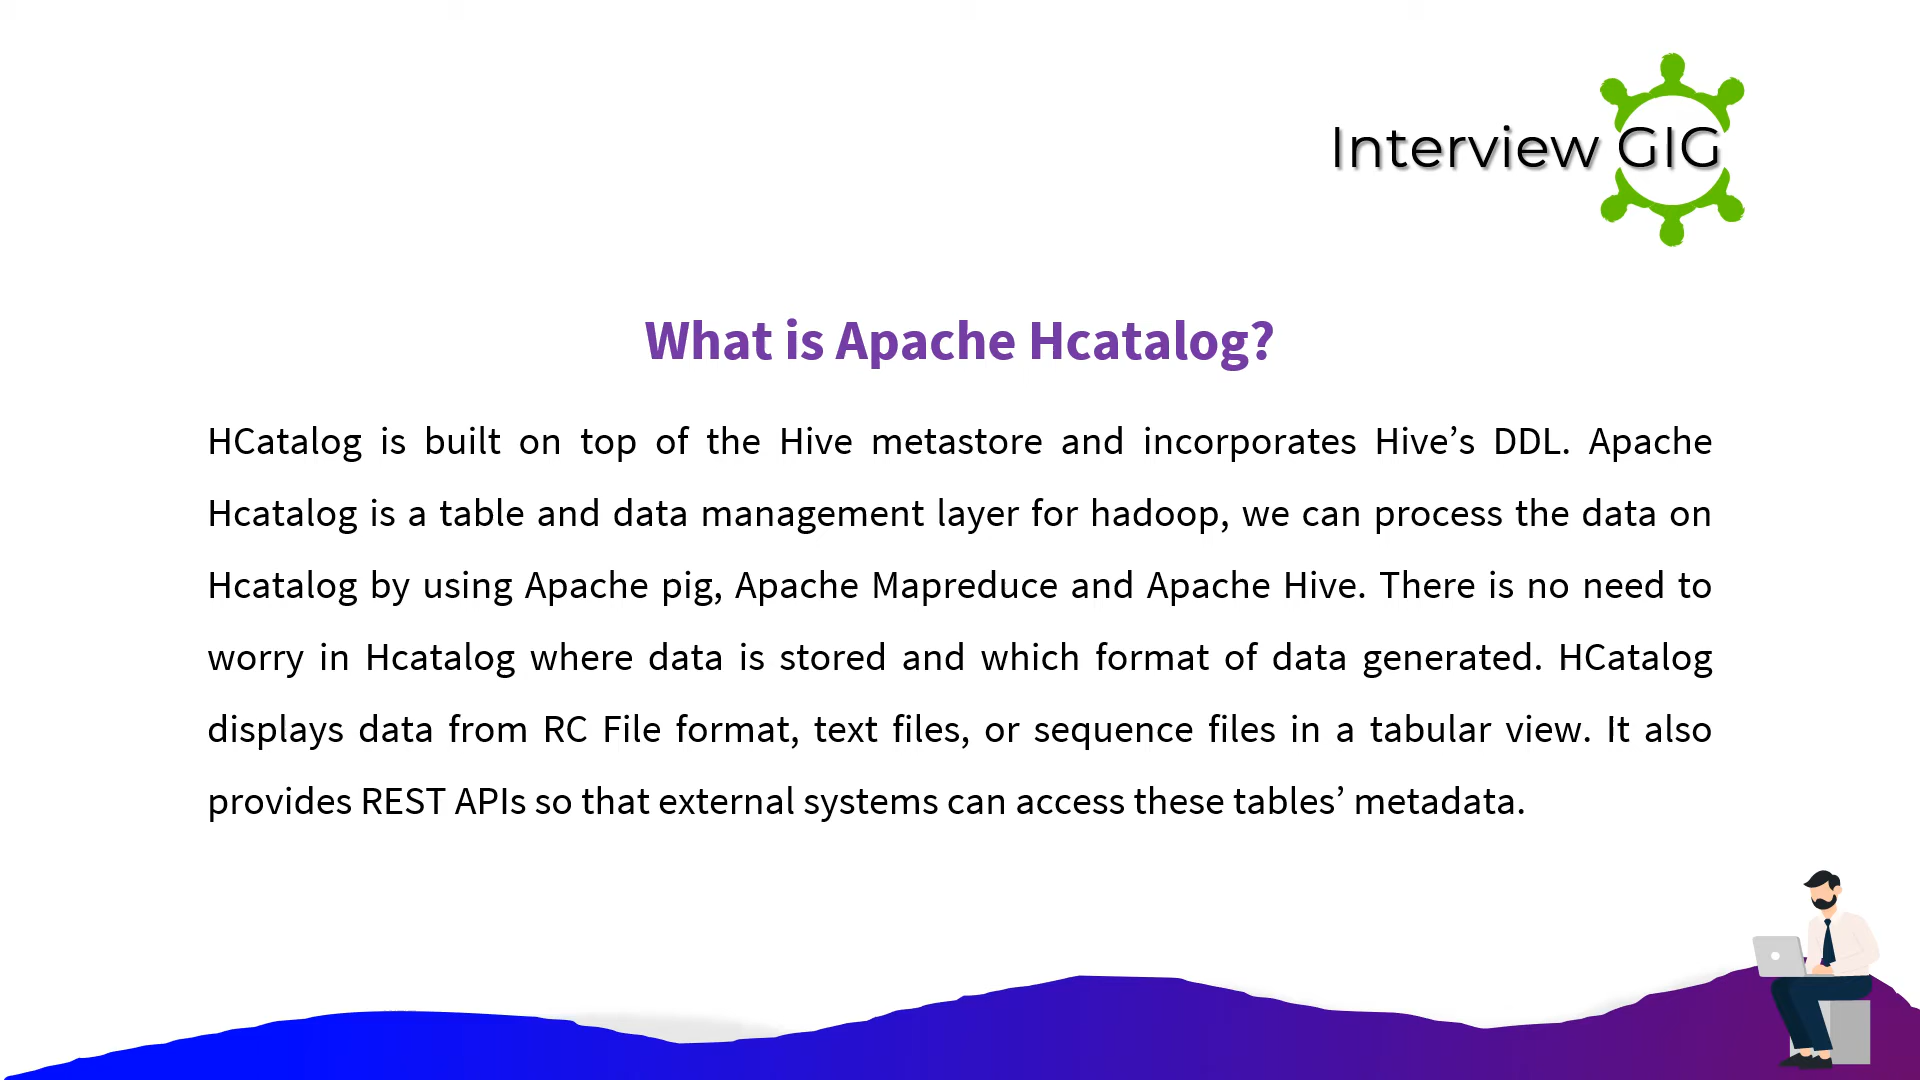 Interview GIG
What is Apache Hcatalog?
HCatalog is built on top of the Hive metastore and incorporates Hive’s DDL. Apache
Hcatalog is a table and data management layer for hadoop, we can process the data on
Hcatalog by using Apache pig, Apache Mapreduce and Apache Hive. There is no need to
worry in Hcatalog where data is stored and which format of data generated. HCatalog
displays data from RC File format, text files, or sequence files in a tabular view. It also
provides REST APIs so that external systems can access these tables’ metadata.